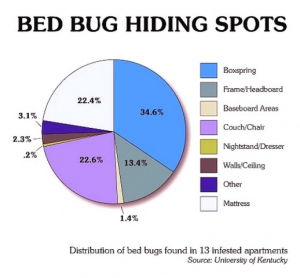 BED BUG HIDING SPOTS
22.4%
34.6%
3.1%
2.3%
.2%
22.6%
13.4%
1.4%
Boxspring
Frame/Headboard
Baseboard Areas
Couch/Chair
Nightstand/Dresser
Walls/Ceiling
Other
Mattress
Distribution of bed bugs found in 13 infested apartments
Source: University of Kentucky